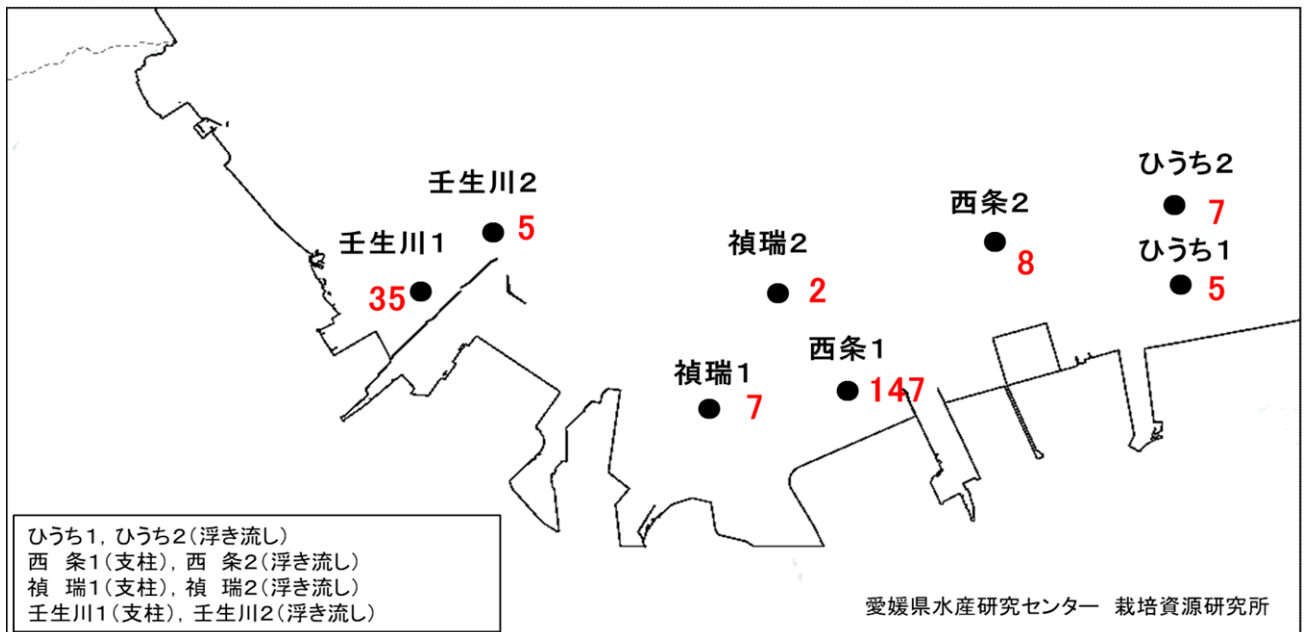 ひうち2
7
壬生川2
5
西条2
8
壬生川1
35
禎瑞2
2
ひうち1
5
西条1
147
禎瑞1
7
ひうち1, ひうち2(浮き流し)
西 条1(支柱), 西 条2(浮き流し)
禎 瑞1(支柱), 禎 瑞2(浮き流し)
壬生川1(支柱), 壬生川2(浮き流し)
愛媛県水産研究センター 栽培資源研究所